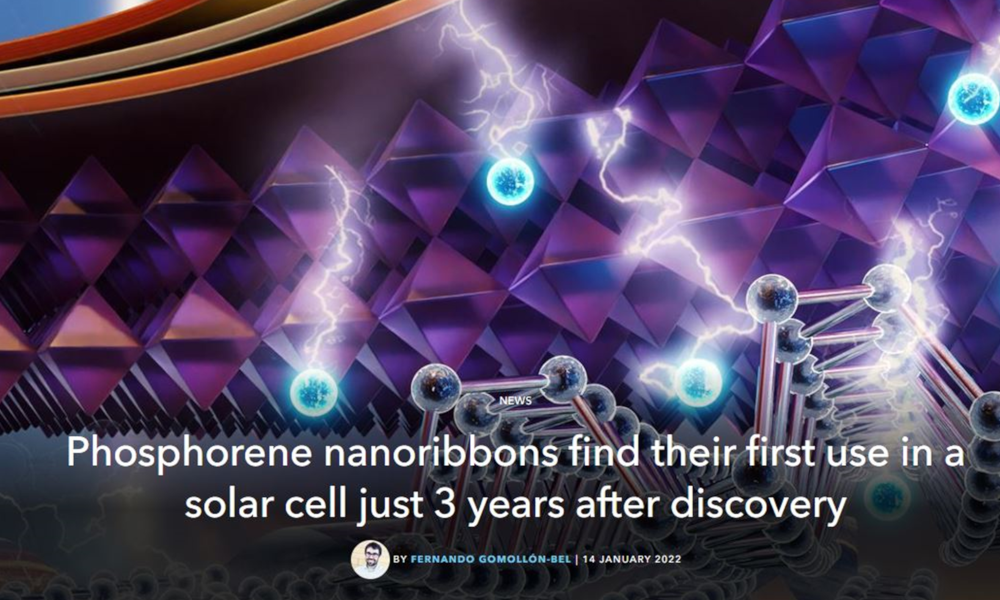 NEWS
Phosphorene nanoribbons find their first use in a
solar cell just 3 years after discovery
BY FERNANDO GOMOLLÓN-BEL | 14 JANUARY 2022